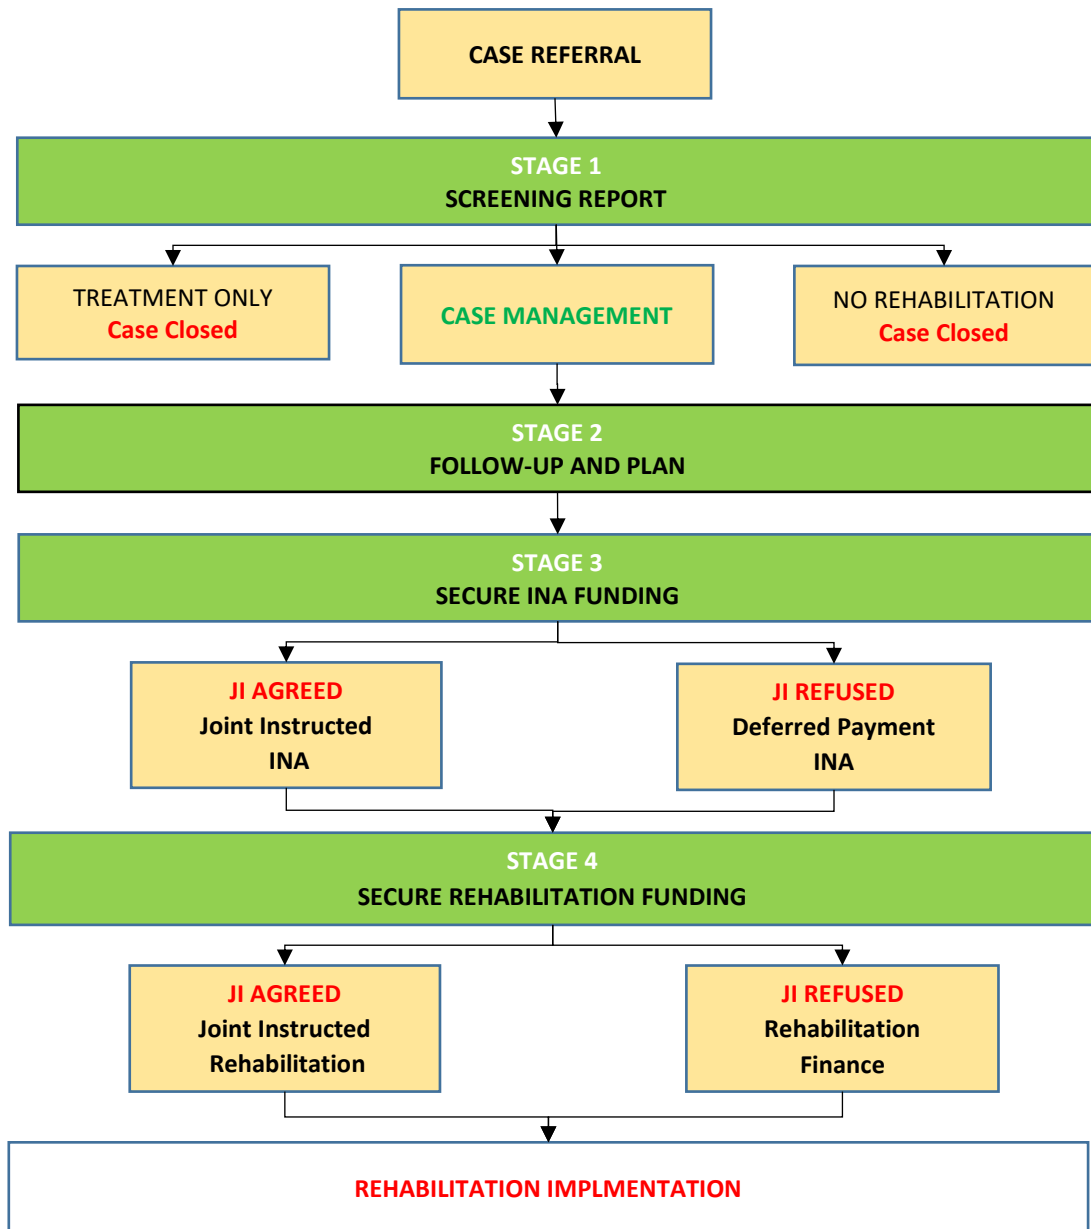 CASE REFERRAL
STAGE 1
SCREENING REPORT
TREATMENT ONLY
Case Closed
CASE MANAGEMENT
NO REHABILITATION
Case Closed
STAGE 2
FOLLOW-UP AND PLAN
STAGE 3
SECURE INA FUNDING
JI AGREED
Joint Instructed
INA
JI REFUSED
Deferred Payment
INA
STAGE 4
SECURE REHABILITATION FUNDING
JI AGREED
Joint Instructed
Rehabilitation
JI REFUSED
Rehabilitation
Finance
REHABILITATION IMPLMENTATION